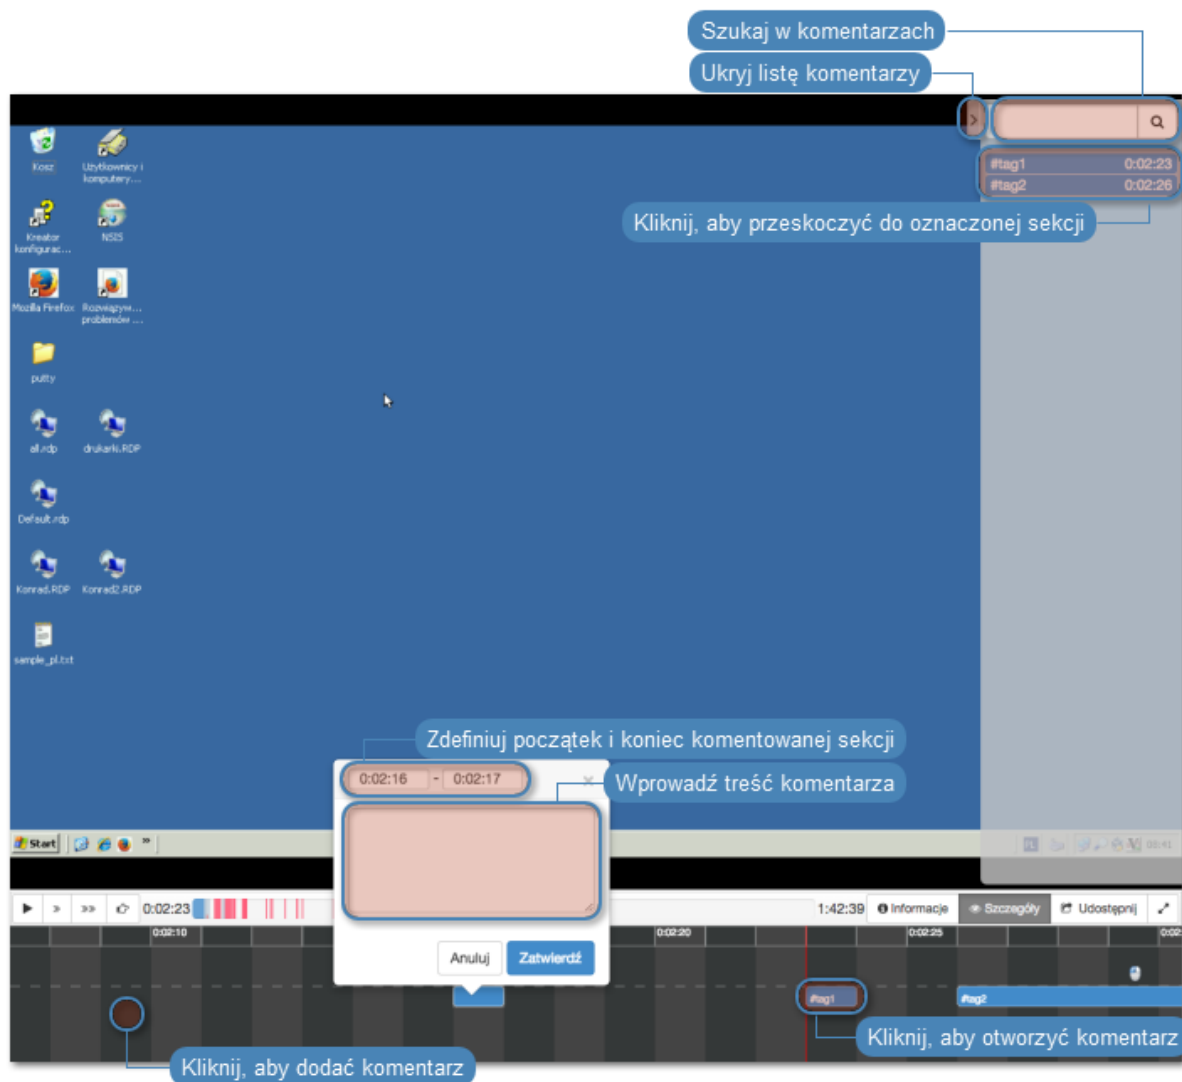 Szukaj w komentarzach
Ukryj listę komentarzy
#tag1 0:02:23
#tag2 0:02:26
Kliknij, aby przeskoczyć do oznaczonej sekcji
Kosz
Użytkownicy i
komputery...
Kreator
konfigurac...
NSIS
Mozilla Firefox
Rozwiązyw...
problemów ...
putty
all.rdp
drukarki.RDP
Default.rdp
Konrad.RDP
Konrad2.RDP
sample_pl.txt
Zdefiniuj początek i koniec komentowanej sekcji
0:02:16 - 0:02:17
×
Wprowadź treść komentarza
Start
»
PL
0:02:23
1:42:39
Informacje
Szczegóły
Udostępnij
0:02:10
0:02:20
0:02:25
0:02
Anuluj
Zatwierdź
#tag1
#tag2
Kliknij, aby otworzyć komentarz
Kliknij, aby dodać komentarz